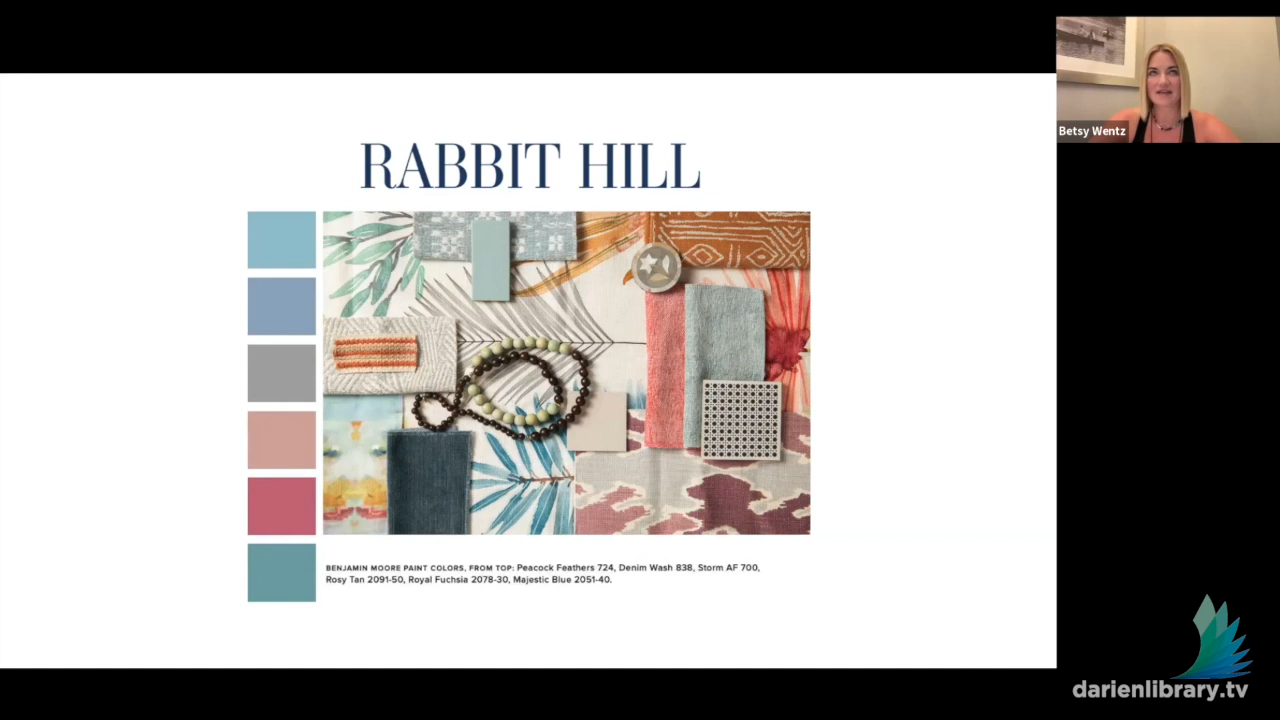 RABBIT HILL
Betsy Wentz
BENJAMIN MOORE PAINT COLORS, FROM TOP: Peacock Feathers 724, Denim Wash 838, Storm AF 700,
Rosy Tan 2091-50, Royal Fuchsia 2078-30, Majestic Blue 2051-40.
darienlibrary.tv